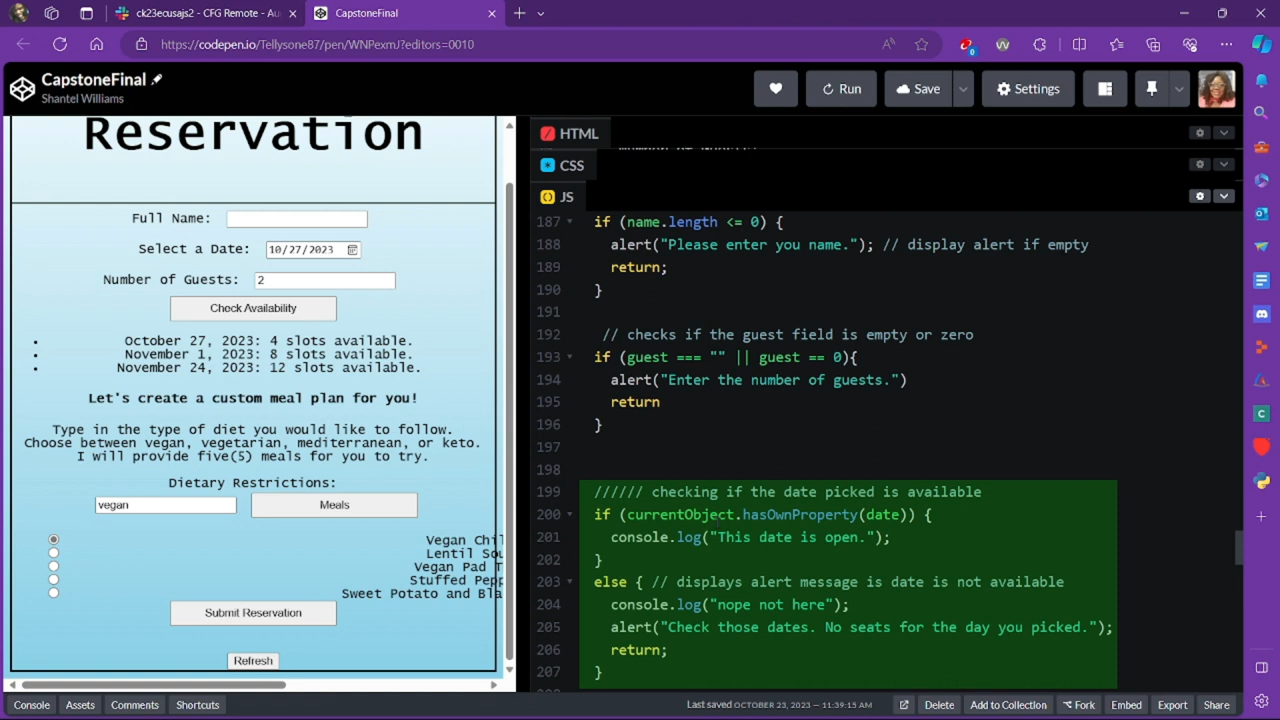 ck23ecusajs2 - CFG Remote - Au
CapstoneFinal
https://codepen.io/Tellysone87/pen/WNPexmJ?editors=0010
CapstoneFinal
Shantel Williams
Run
Save
Settings
Reservation
Full Name:
Select a Date: 10/27/2023
Number of Guests: 2
Check Availability
October 27, 2023: 4 slots available.
November 1, 2023: 8 slots available.
November 24, 2023: 12 slots available.
Let's create a custom meal plan for you!
Type in the type of diet you would like to follow.
Choose between vegan, vegetarian, mediterranean, or keto.
I will provide five(5) meals for you to try.
Dietary Restrictions:
vegan Meals
Vegan Chil
Lentil Sou
Vegan Pad T
Stuffed Pepp
Sweet Potato and Bla
Submit Reservation
Refresh
HTML
CSS
JS
187 if (name.length <= 0) {
188 alert("Please enter you name."); // display alert if empty
189 return;
190 }
191
192 // checks if the guest field is empty or zero
193 if (guest === "" || guest == 0){
194 alert("Enter the number of guests.")
195 return
196 }
197
198
199 ////// checking if the date picked is available
200 if (currentObject.hasOwnProperty(date)) {
201 console.log("This date is open.");
202 }
203 else { // displays alert message is date is not available
204 console.log("nope not here");
205 alert("Check those dates. No seats for the day you picked.");
206 return;
207 }
Console Assets Comments Shortcuts
Last saved OCTOBER 23, 2023 — 11:39:15 AM
Delete Add to Collection Fork Embed Export Share